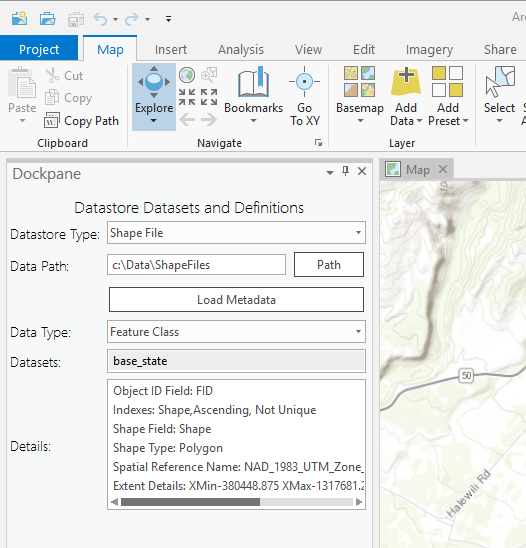 Ar
Project Map Insert Analysis View Edit Imagery Share
Paste
Cut
Copy
Copy Path
Clipboard
Explore
Bookmarks
Go To XY
Navigate
Basemap
Add Data
Add Preset
Layer
Select
Dockpane
Map
Datastore Datasets and Definitions
Datastore Type: Shape File
Data Path: c:\Data\ShapeFiles Path
Load Metadata
Data Type: Feature Class
Datasets: base_state
Details:
Object ID Field: FID
Indexes: Shape,Ascending, Not Unique
Shape Field: Shape
Shape Type: Polygon
Spatial Reference Name: NAD_1983_UTM_Zone_
Extent Details: XMin-380448.875 XMax-1317681.2
50
Halewili Rd